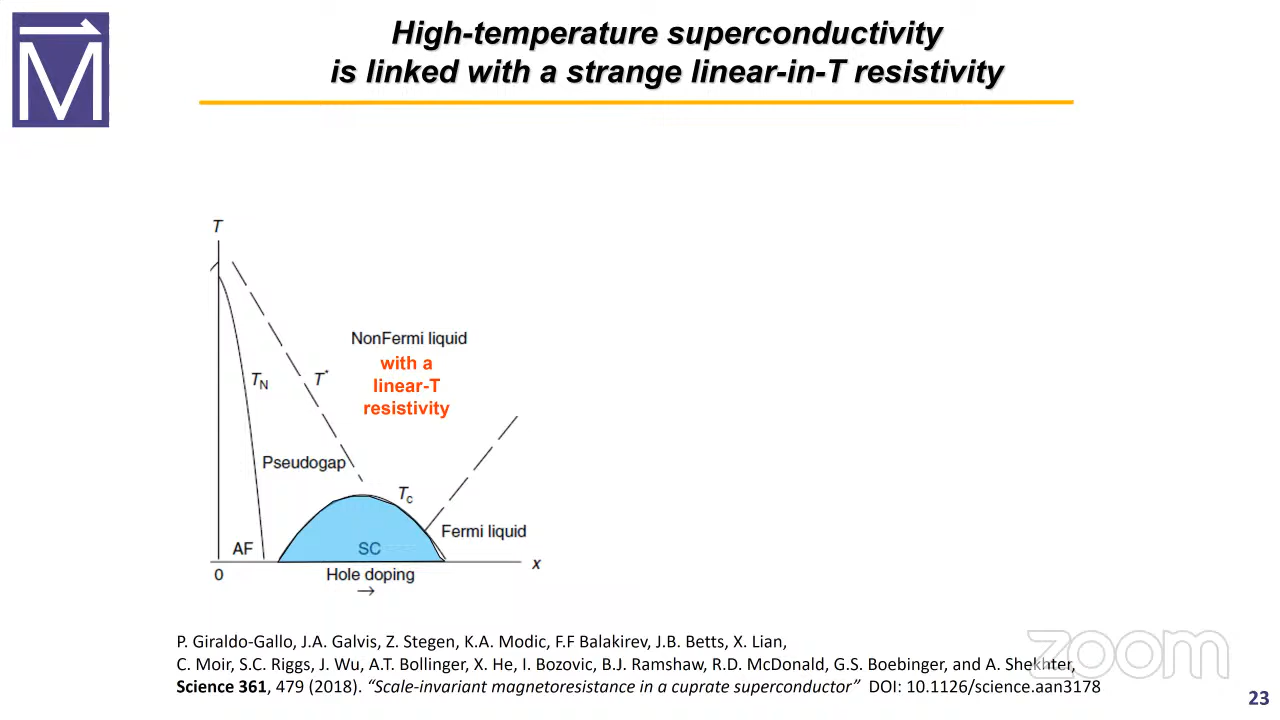 M
High-temperature superconductivity
is linked with a strange linear-in-T resistivity
T
NonFermi liquid
with a
linear-T
resistivity
TN
T*
Pseudogap
Tc
Fermi liquid
AF
SC
x
0
Hole doping
→
P. Giraldo-Gallo, J.A. Galvis, Z. Stegen, K.A. Modic, F.F Balakirev, J.B. Betts, X. Lian,
C. Moir, S.C. Riggs, J. Wu, A.T. Bollinger, X. He, I. Bozovic, B.J. Ramshaw, R.D. McDonald, G.S. Boebinger, and A. Shekhter,
Science 361, 479 (2018). “Scale-invariant magnetoresistance in a cuprate superconductor” DOI: 10.1126/science.aan3178
zoom
23